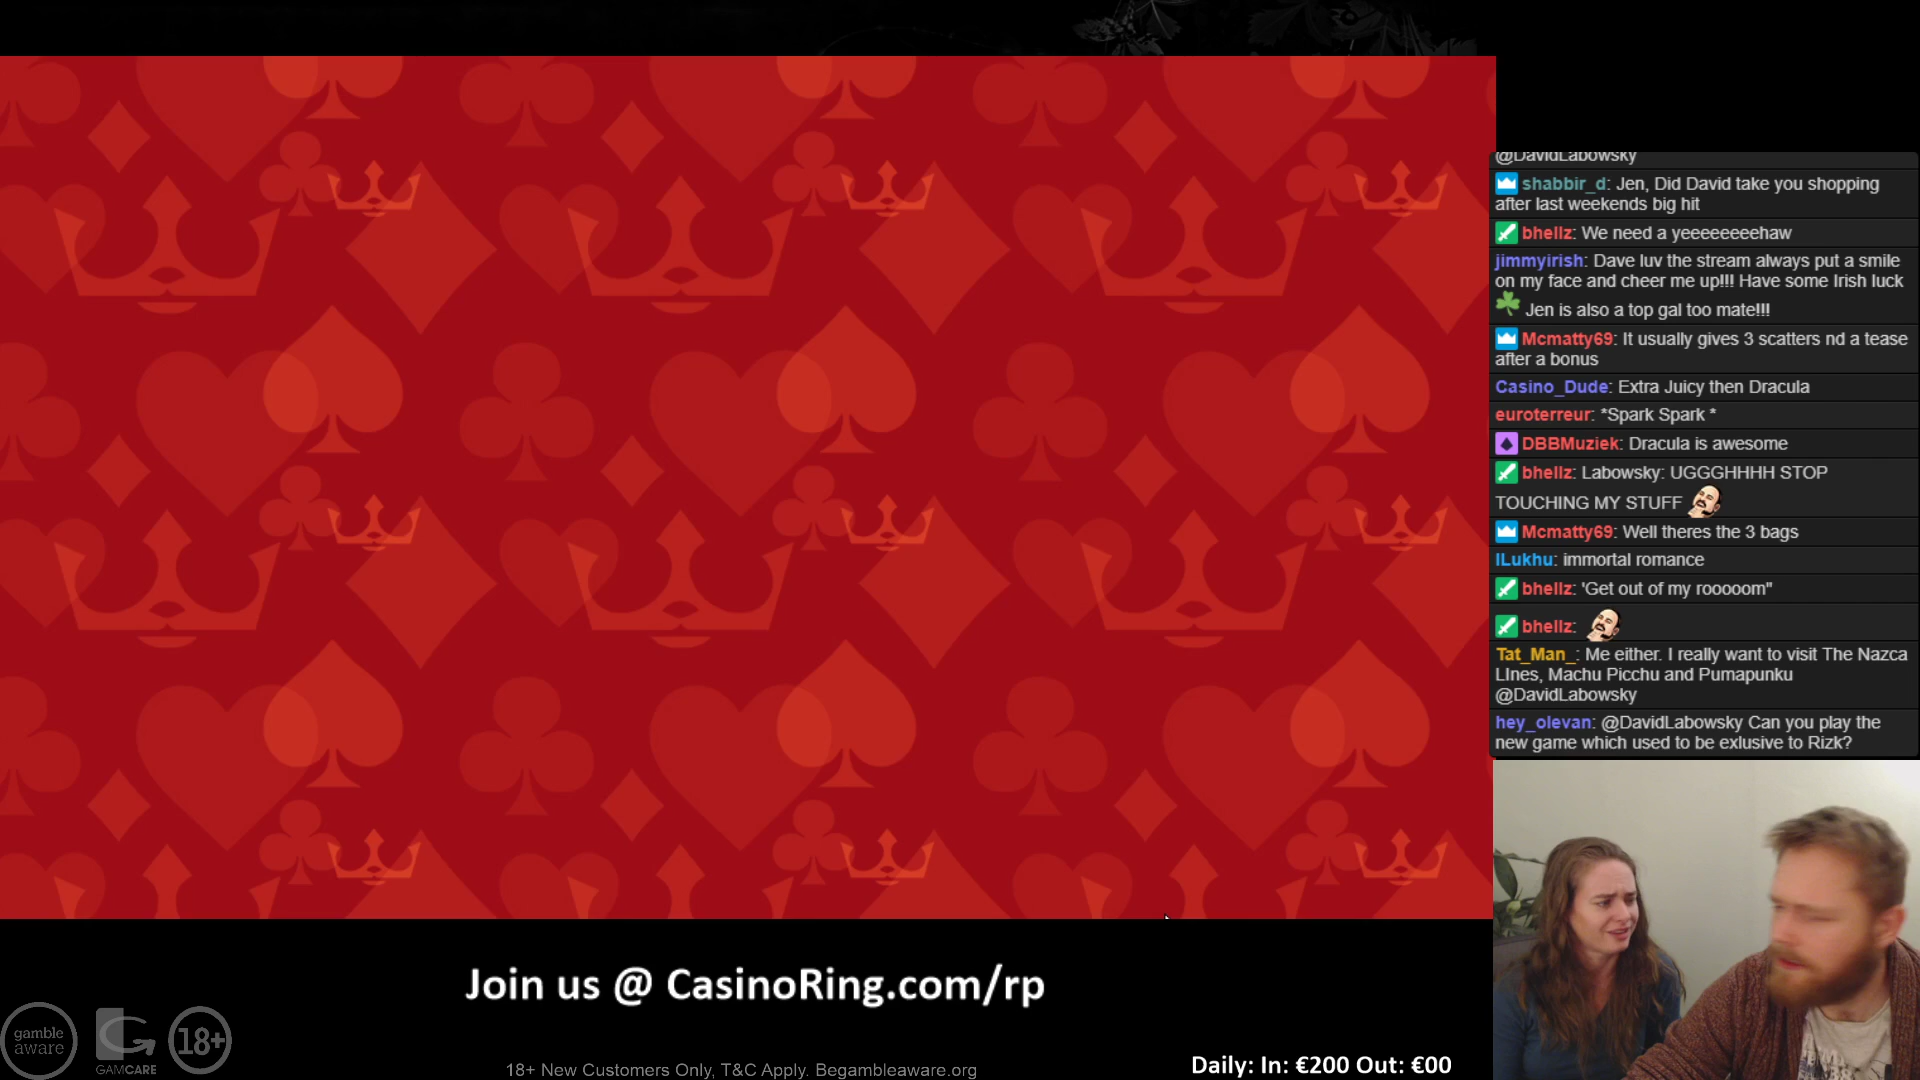 @DavidLabowsky
shabbir_d: Jen, Did David take you shopping
after last weekends big hit
bhellz: We need a yeeeeeeeehaw
jimmyirish: Dave luv the stream always put a smile
on my face and cheer me up!!! Have some Irish luck
Jen is also a top gal too mate!!!
Mcmatty69: It usually gives 3 scatters nd a tease
after a bonus
Casino_Dude: Extra Juicy then Dracula
euroterreur: *Spark Spark *
DBBMuziek: Dracula is awesome
bhellz: Labowsky: UGGGHHHH STOP
TOUCHING MY STUFF
Mcmatty69: Well theres the 3 bags
ILukhu: immortal romance
bhellz: 'Get out of my rooooom"
bhellz:
Tat_Man_: Me either. I really want to visit The Nazca
LInes, Machu Picchu and Pumapunku
@DavidLabowsky
hey_olevan: @DavidLabowsky Can you play the
new game which used to be exlusive to Rizk?
Join us @ CasinoRing.com/rp
gamble
aware
GAMCARE
18+
18+ New Customers Only, T&C Apply. Begambleaware.org
Daily: In: €200 Out: €00